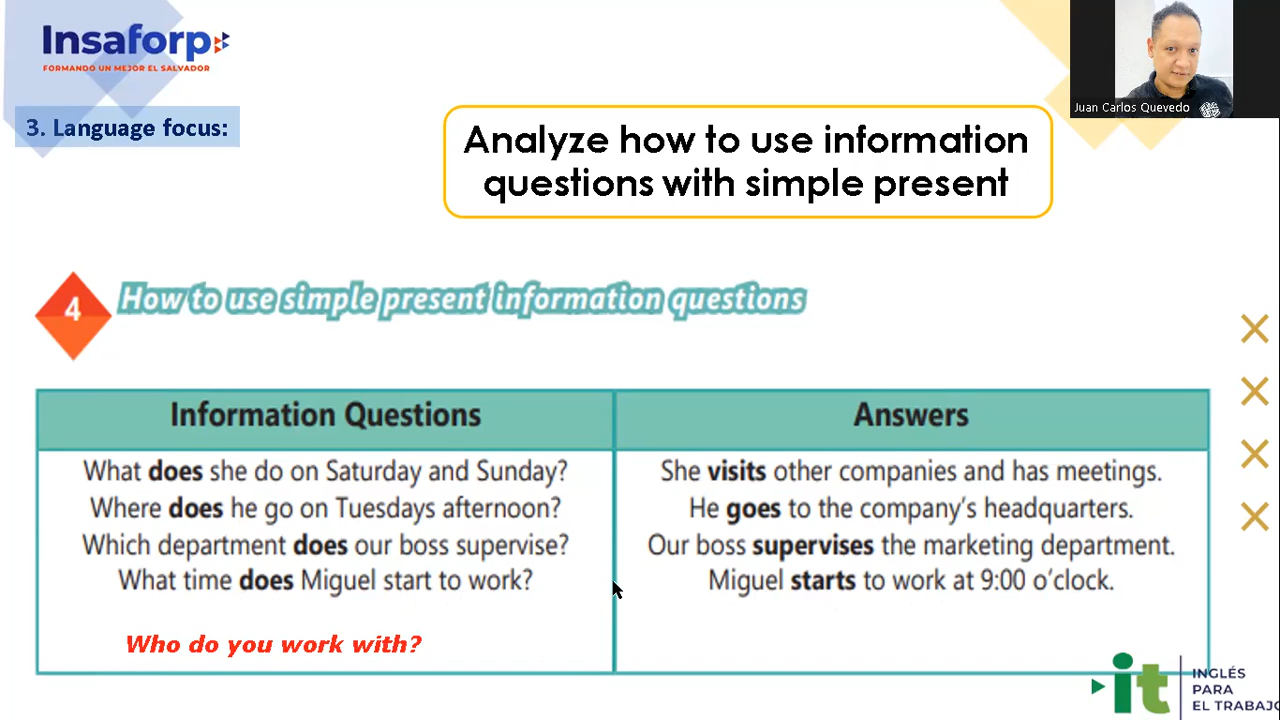 Insaforp
FORMANDO UN MEJOR EL SALVADOR
Juan Carlos Quevedo
3. Language focus:
Analyze how to use information
questions with simple present
4
How to use simple present information questions
Information Questions
Answers
What does she do on Saturday and Sunday?
She visits other companies and has meetings.
Where does he go on Tuesdays afternoon?
He goes to the company's headquarters.
Which department does our boss supervise?
Our boss supervises the marketing department.
What time does Miguel start to work?
Miguel starts to work at 9:00 o'clock.
Who do you work with?
it
INGLÉS
PARA
EL TRABAJO